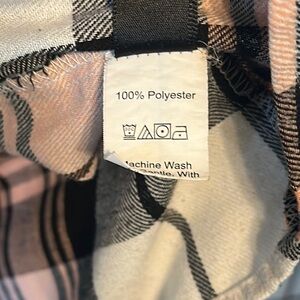 100% Polyester
Machine Wash
Gentle, With